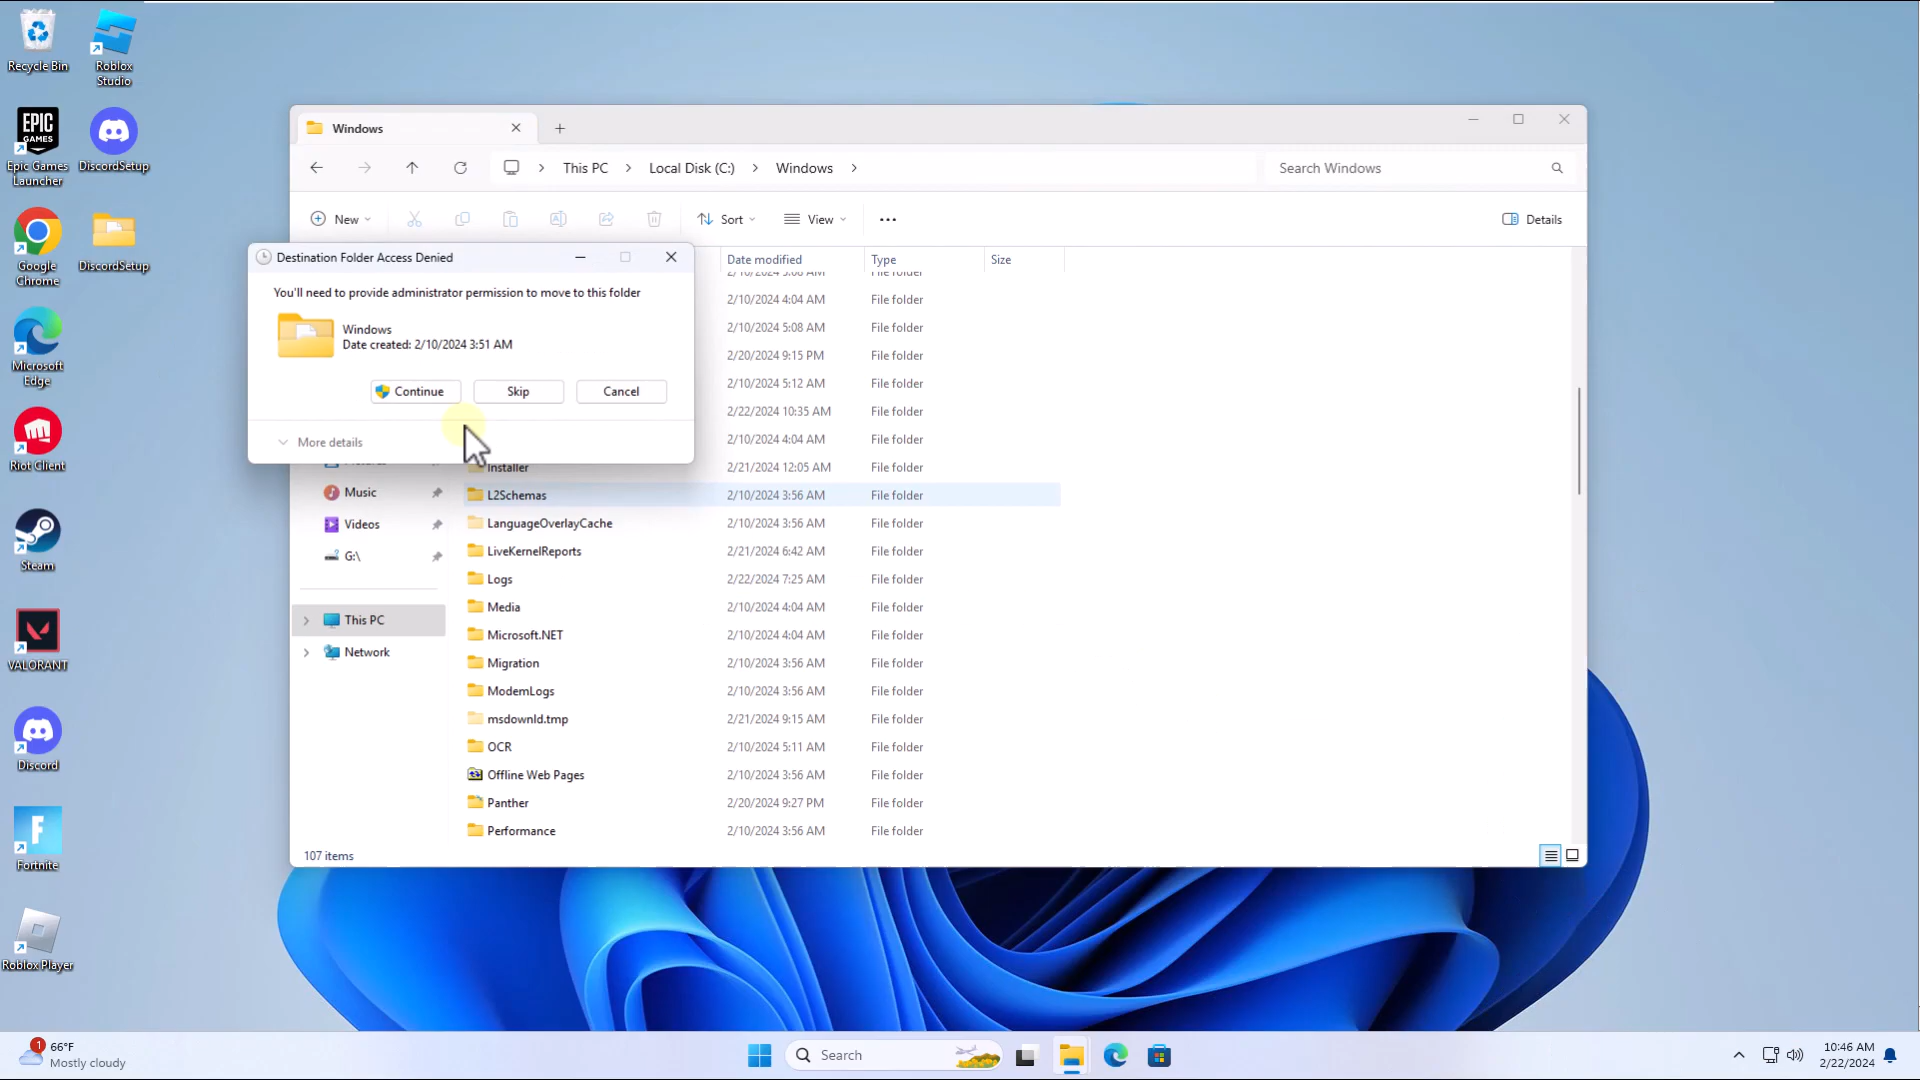 Recycle Bin
Roblox
Studio
Epic Games
Launcher
DiscordSetup
Google
Chrome
DiscordSetup
Microsoft
Edge
Riot Client
Steam
VALORANT
Discord
Fortnite
Roblox Player
Windows
This PC
Local Disk (C:)
Windows
Search Windows
New
Sort
View
Details
Destination Folder Access Denied
You'll need to provide administrator permission to move to this folder
Windows
Date created: 2/10/2024 3:51 AM
Continue
Skip
Cancel
More details
Date modified
Type
Size
2/10/2024 4:04 AM
File folder
2/10/2024 5:08 AM
File folder
2/20/2024 9:15 PM
File folder
2/10/2024 5:12 AM
File folder
2/22/2024 10:35 AM
File folder
2/10/2024 4:04 AM
File folder
Installer
2/21/2024 12:05 AM
File folder
L2Schemas
2/10/2024 3:56 AM
File folder
LanguageOverlayCache
2/10/2024 3:56 AM
File folder
LiveKernelReports
2/21/2024 6:42 AM
File folder
Logs
2/22/2024 7:25 AM
File folder
Media
2/10/2024 4:04 AM
File folder
Microsoft.NET
2/10/2024 4:04 AM
File folder
Migration
2/10/2024 3:56 AM
File folder
ModemLogs
2/10/2024 3:56 AM
File folder
msdownld.tmp
2/21/2024 9:15 AM
File folder
OCR
2/10/2024 5:11 AM
File folder
Offline Web Pages
2/10/2024 3:56 AM
File folder
Panther
2/20/2024 9:27 PM
File folder
Performance
2/10/2024 3:56 AM
File folder
Music
Videos
G:\
This PC
Network
107 items
1
66°F
Mostly cloudy
Search
10:46 AM
2/22/2024
EPIC
GAMES